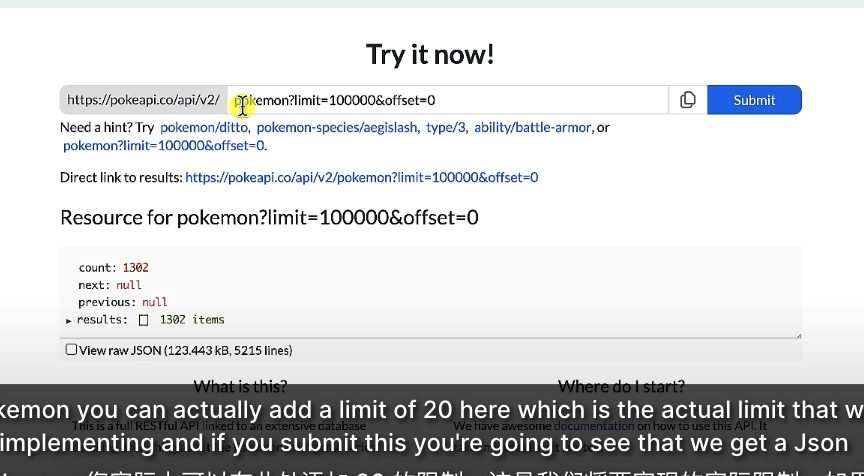 Try it now!
https://pokeapi.co/api/v2/ pokemon?limit=100000&offset=0 Submit
Need a hint? Try pokemon/ditto, pokemon-species/aegislash, type/3, ability/battle-armor, or
pokemon?limit=100000&offset=0.
Direct link to results: https://pokeapi.co/api/v2/pokemon?limit=100000&offset=0
Resource for pokemon?limit=100000&offset=0
count: 1302
next: null
previous: null
results: [] 1302 items
View raw JSON (123.443 kB, 5215 lines)
What is this? Where do I start?
This is a full RESTful API linked to an extensive database We have awesome documentation on how to use this API. It
kemon you can actually add a limit of 20 here which is the actual limit that w
implementing and if you submit this you're going to see that we get a Json